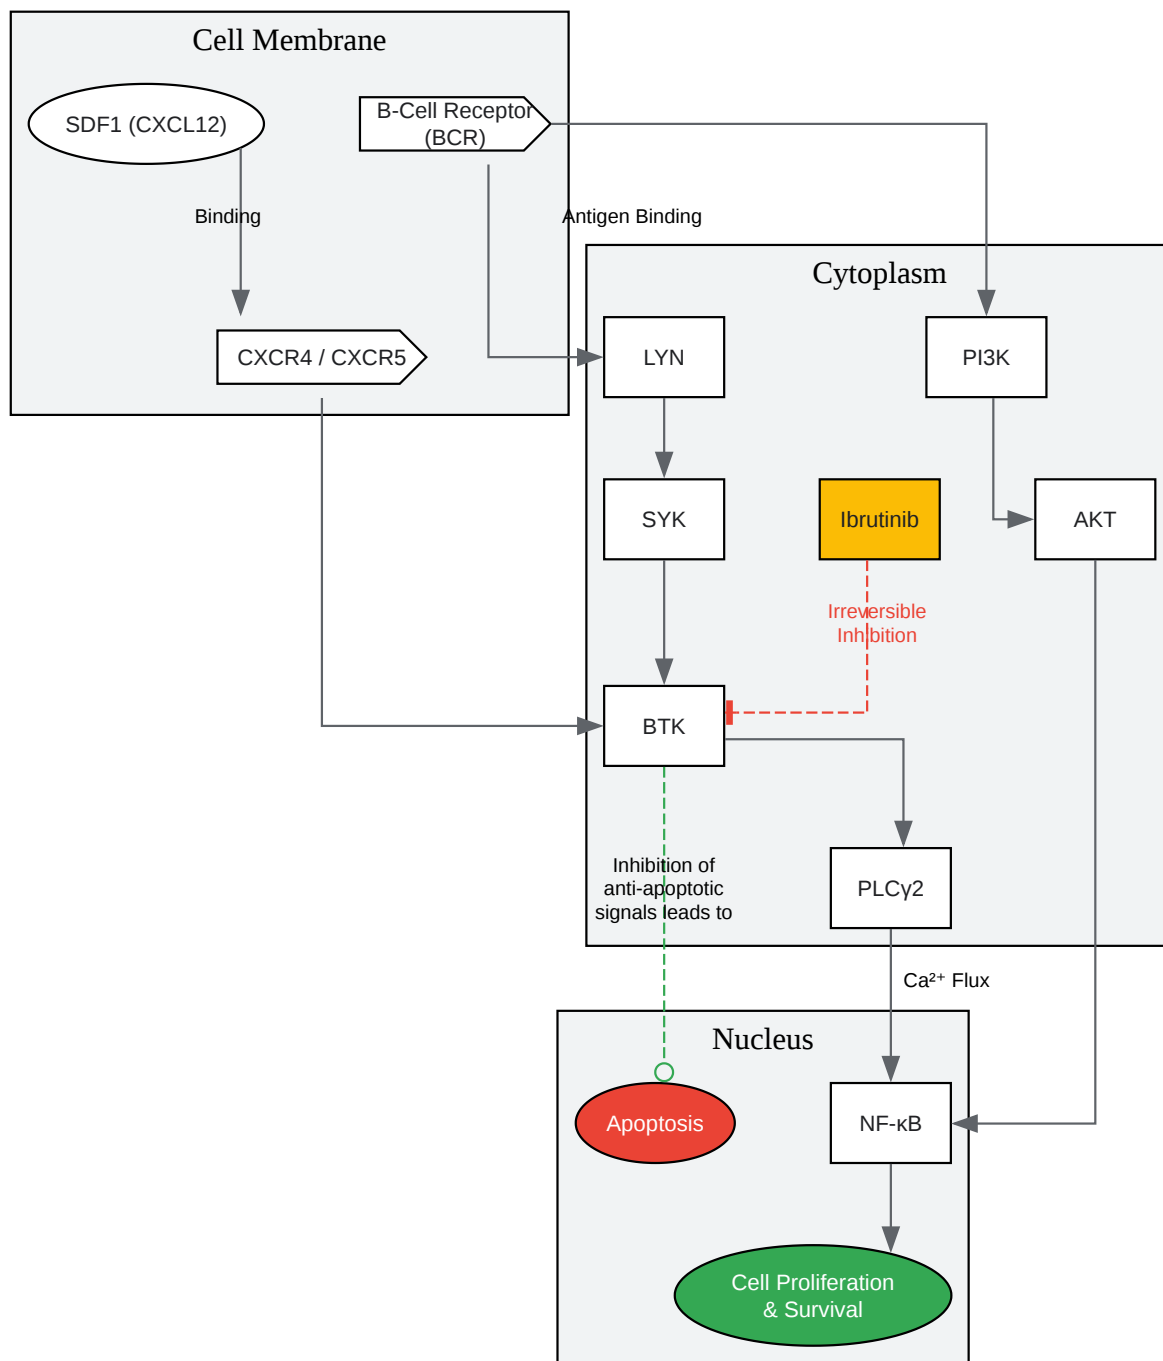 Cell Membrane
SDF1 (CXCL12)
B-Cell Receptor
(BCR)
Binding
Antigen Binding
CXCR4 / CXCR5
Cytoplasm
LYN
PI3K
SYK
Ibrutinib
AKT
Irreversible
Inhibition
BTK
Inhibition of
anti-apoptotic
signals leads to
PLCγ2
Ca²⁺ Flux
Nucleus
Apoptosis
NF-κB
Cell Proliferation
& Survival